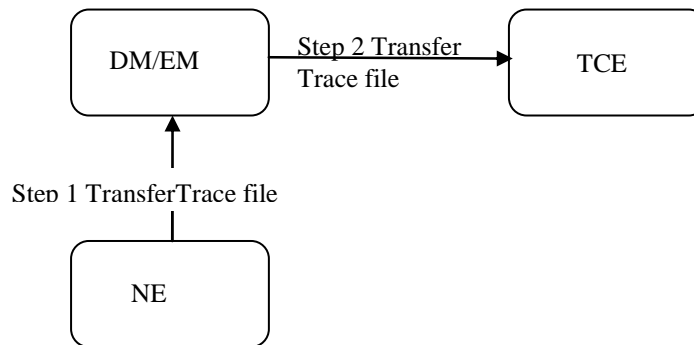 DM/EM
Step 2 Transfer
Trace file
TCE
Step 1 TransferTrace file
NE